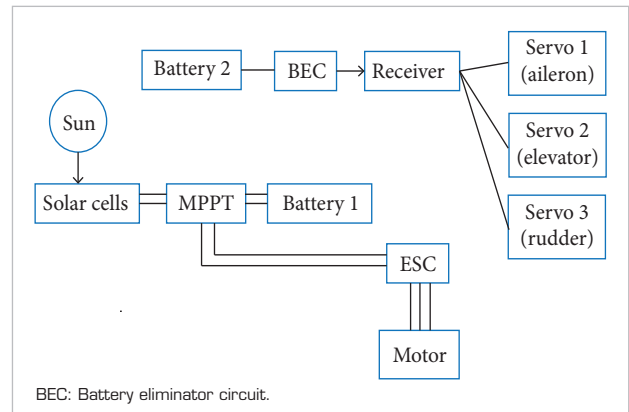 Battery 2
BEC
Receiver
Servo 1
(aileron)
Sun
Servo 2
(elevator)
Solar cells
MPPT
Battery 1
Servo 3
(rudder)
ESC
Motor
BEC: Battery eliminator circuit.